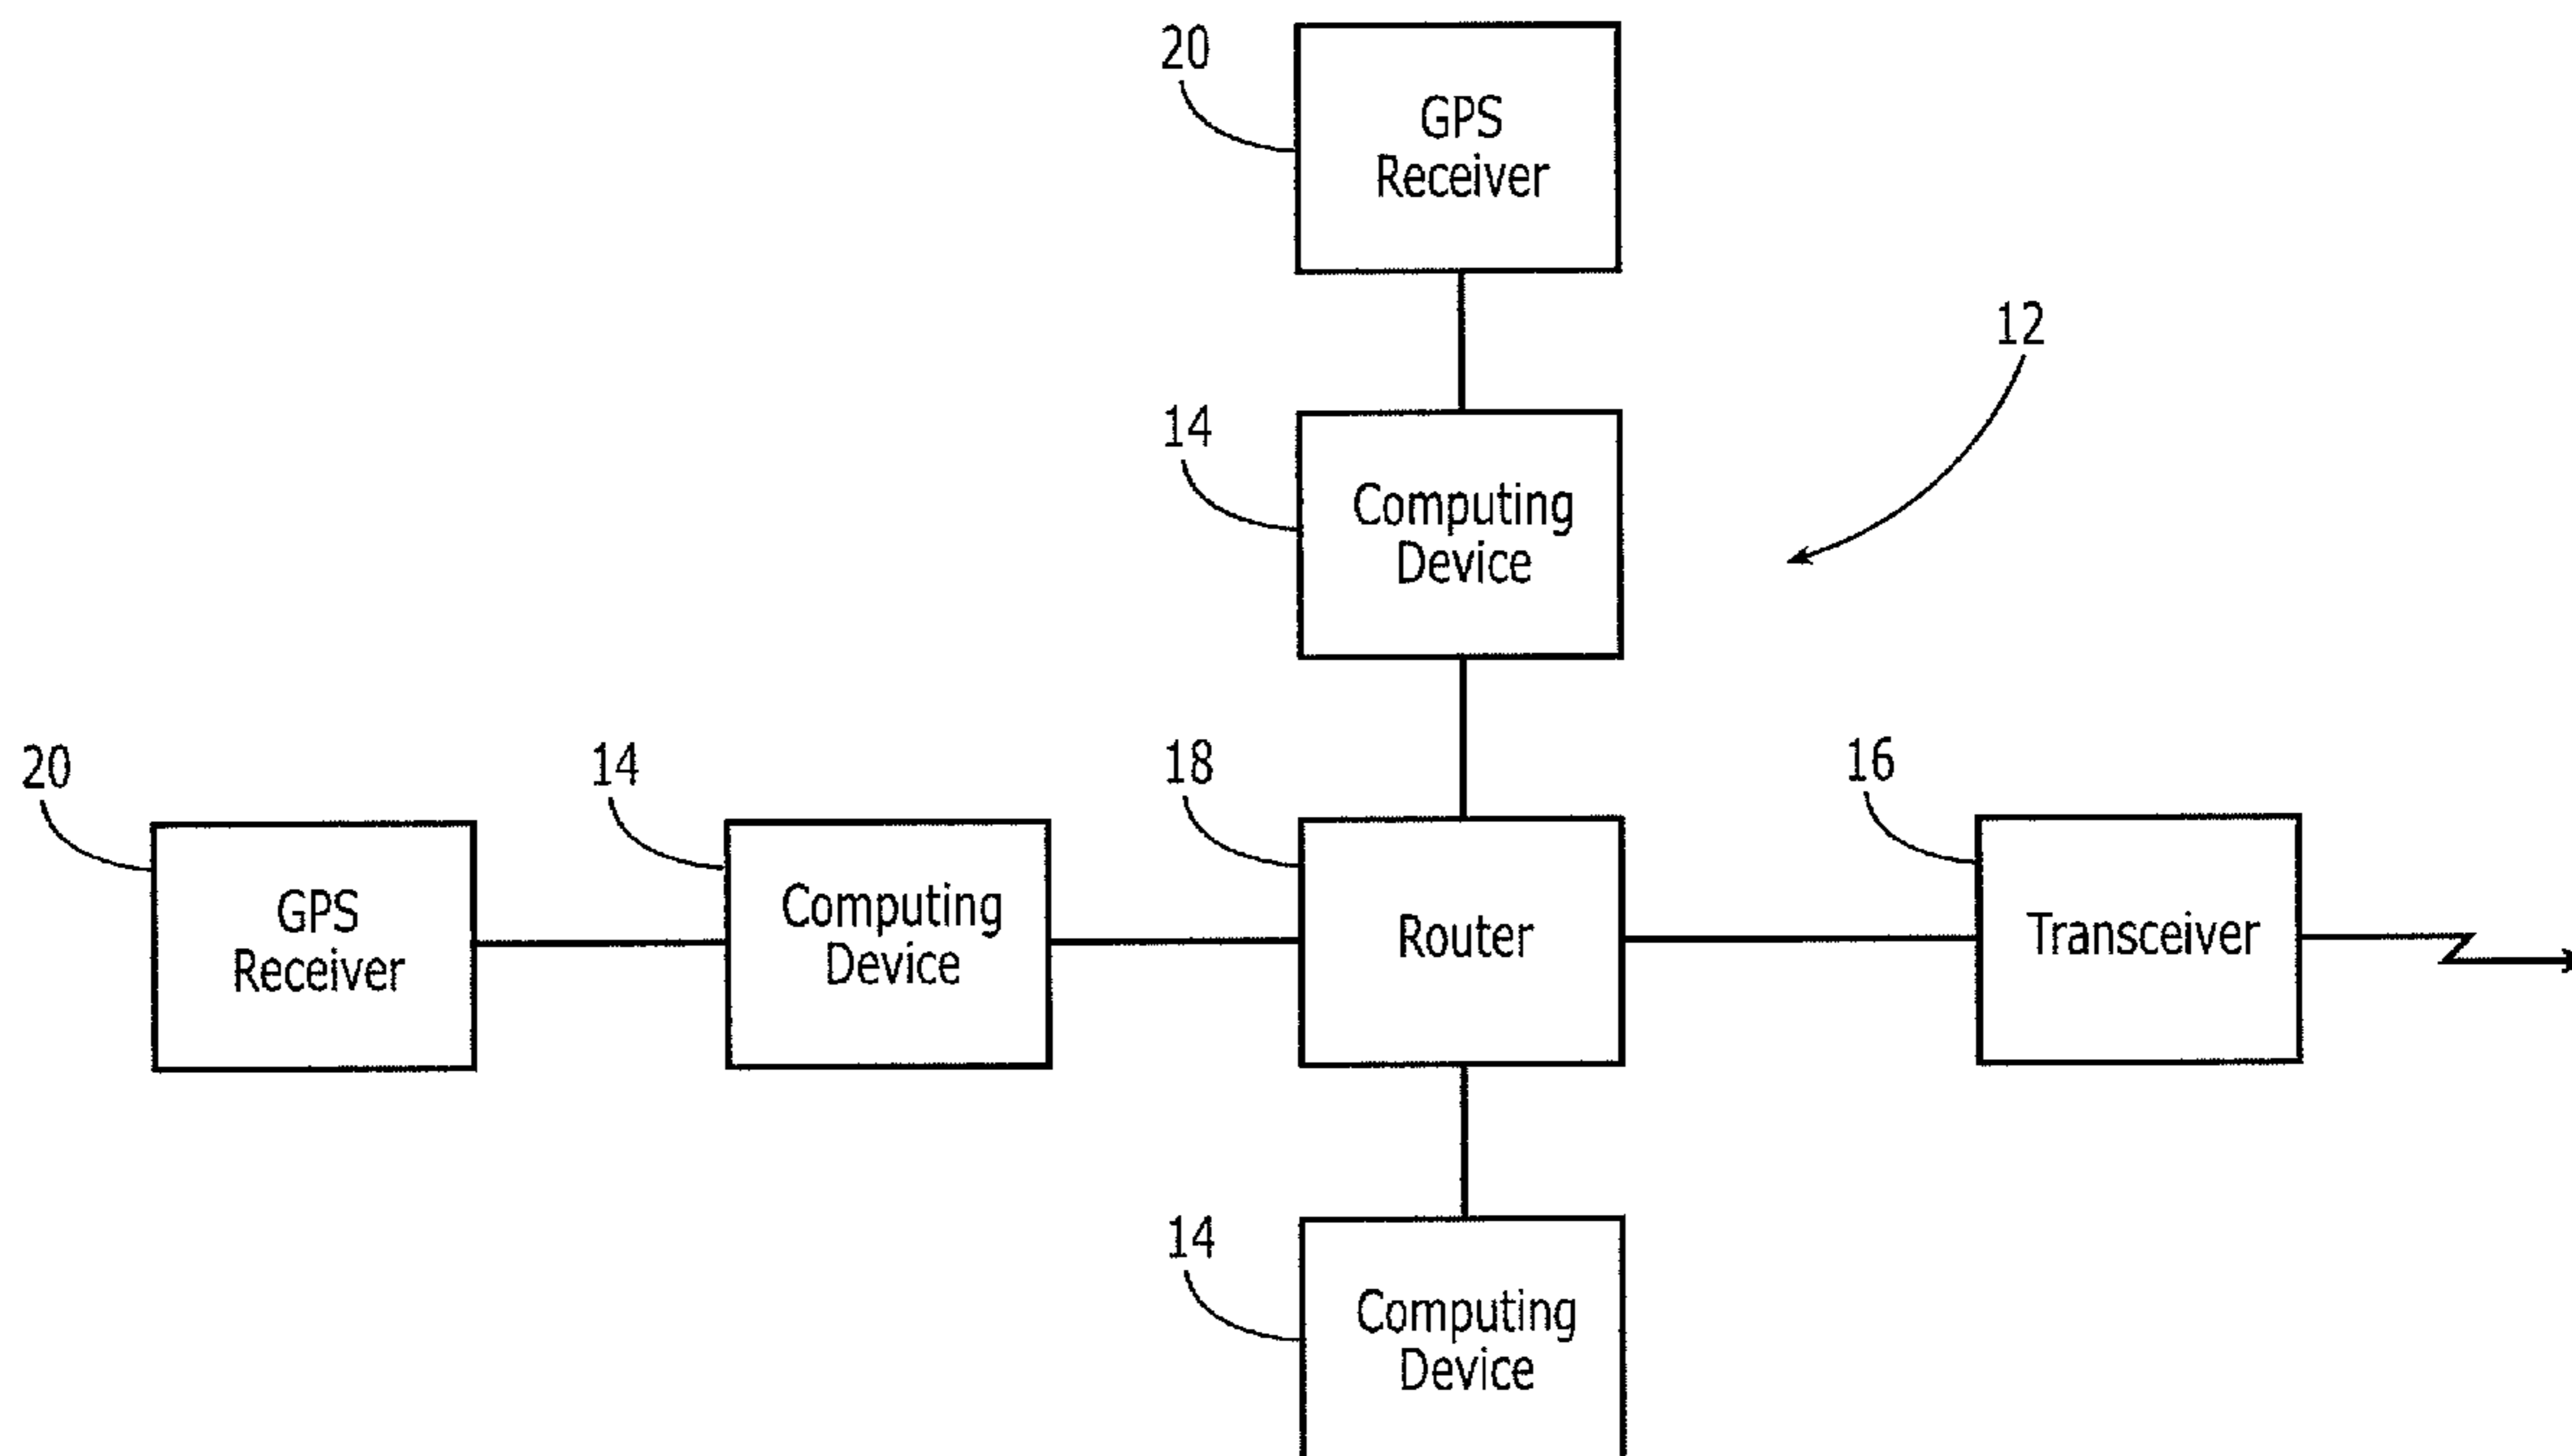 20
GPS
Receiver
12
14
Computing
Device
20
14
18
16
GPS
Receiver
Computing
Device
Router
Transceiver
14
Computing
Device